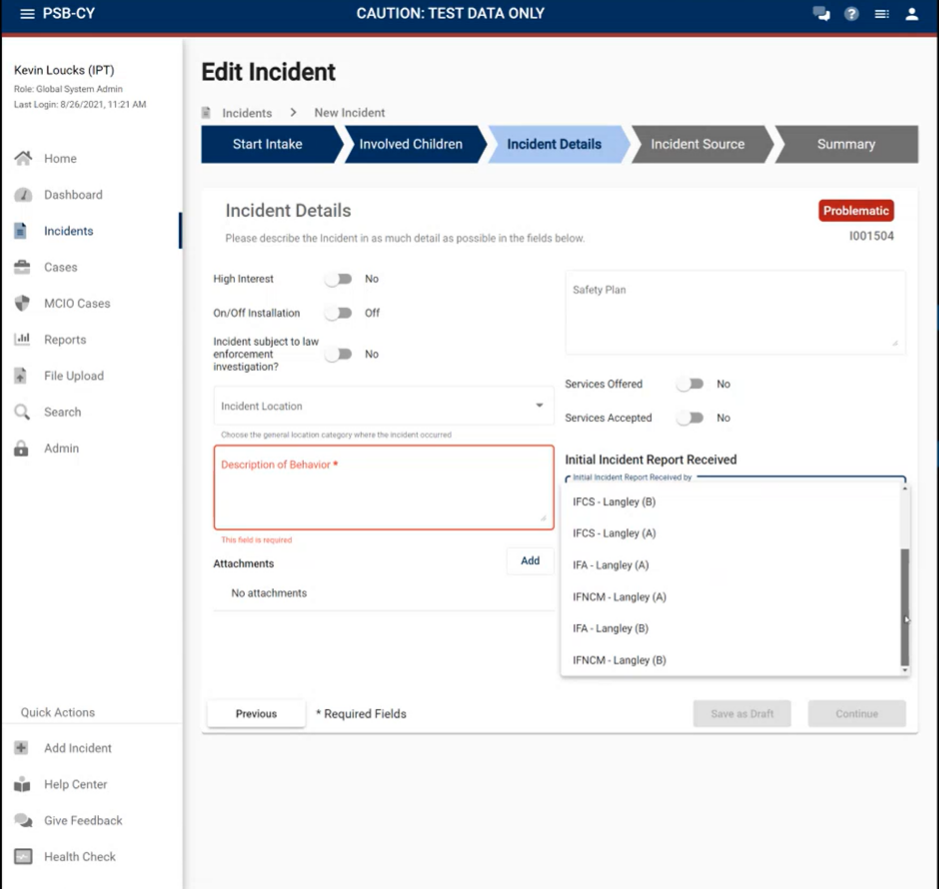 PSB-CY
CAUTION: TEST DATA ONLY
Kevin Loucks (IPT)
Role: Global System Admin
Last Login: 8/26/2021, 11:21 AM
Home
Dashboard
Incidents
Cases
MCIO Cases
Reports
File Upload
Search
Admin
Quick Actions
Add Incident
Help Center
Give Feedback
Health Check
Edit Incident
Incidents > New Incident
Start Intake
Involved Children
Incident Details
Incident Source
Summary
Incident Details
Please describe the Incident in as much detail as possible in the fields below.
Problematic
I001504
High Interest No
On/Off Installation Off
Incident subject to law
enforcement
investigation?
No
Incident Location
Choose the general location category where the incident occurred
Description of Behavior *
This field is required
Attachments
Add
No attachments
Safety Plan
Services Offered No
Services Accepted No
Initial Incident Report Received
Initial Incident Report Received by
IFCS - Langley (B)
IFCS - Langley (A)
IFA - Langley (A)
IFNCM - Langley (A)
IFA - Langley (B)
IFNCM - Langley (B)
Previous
* Required Fields
Save as Draft
Continue